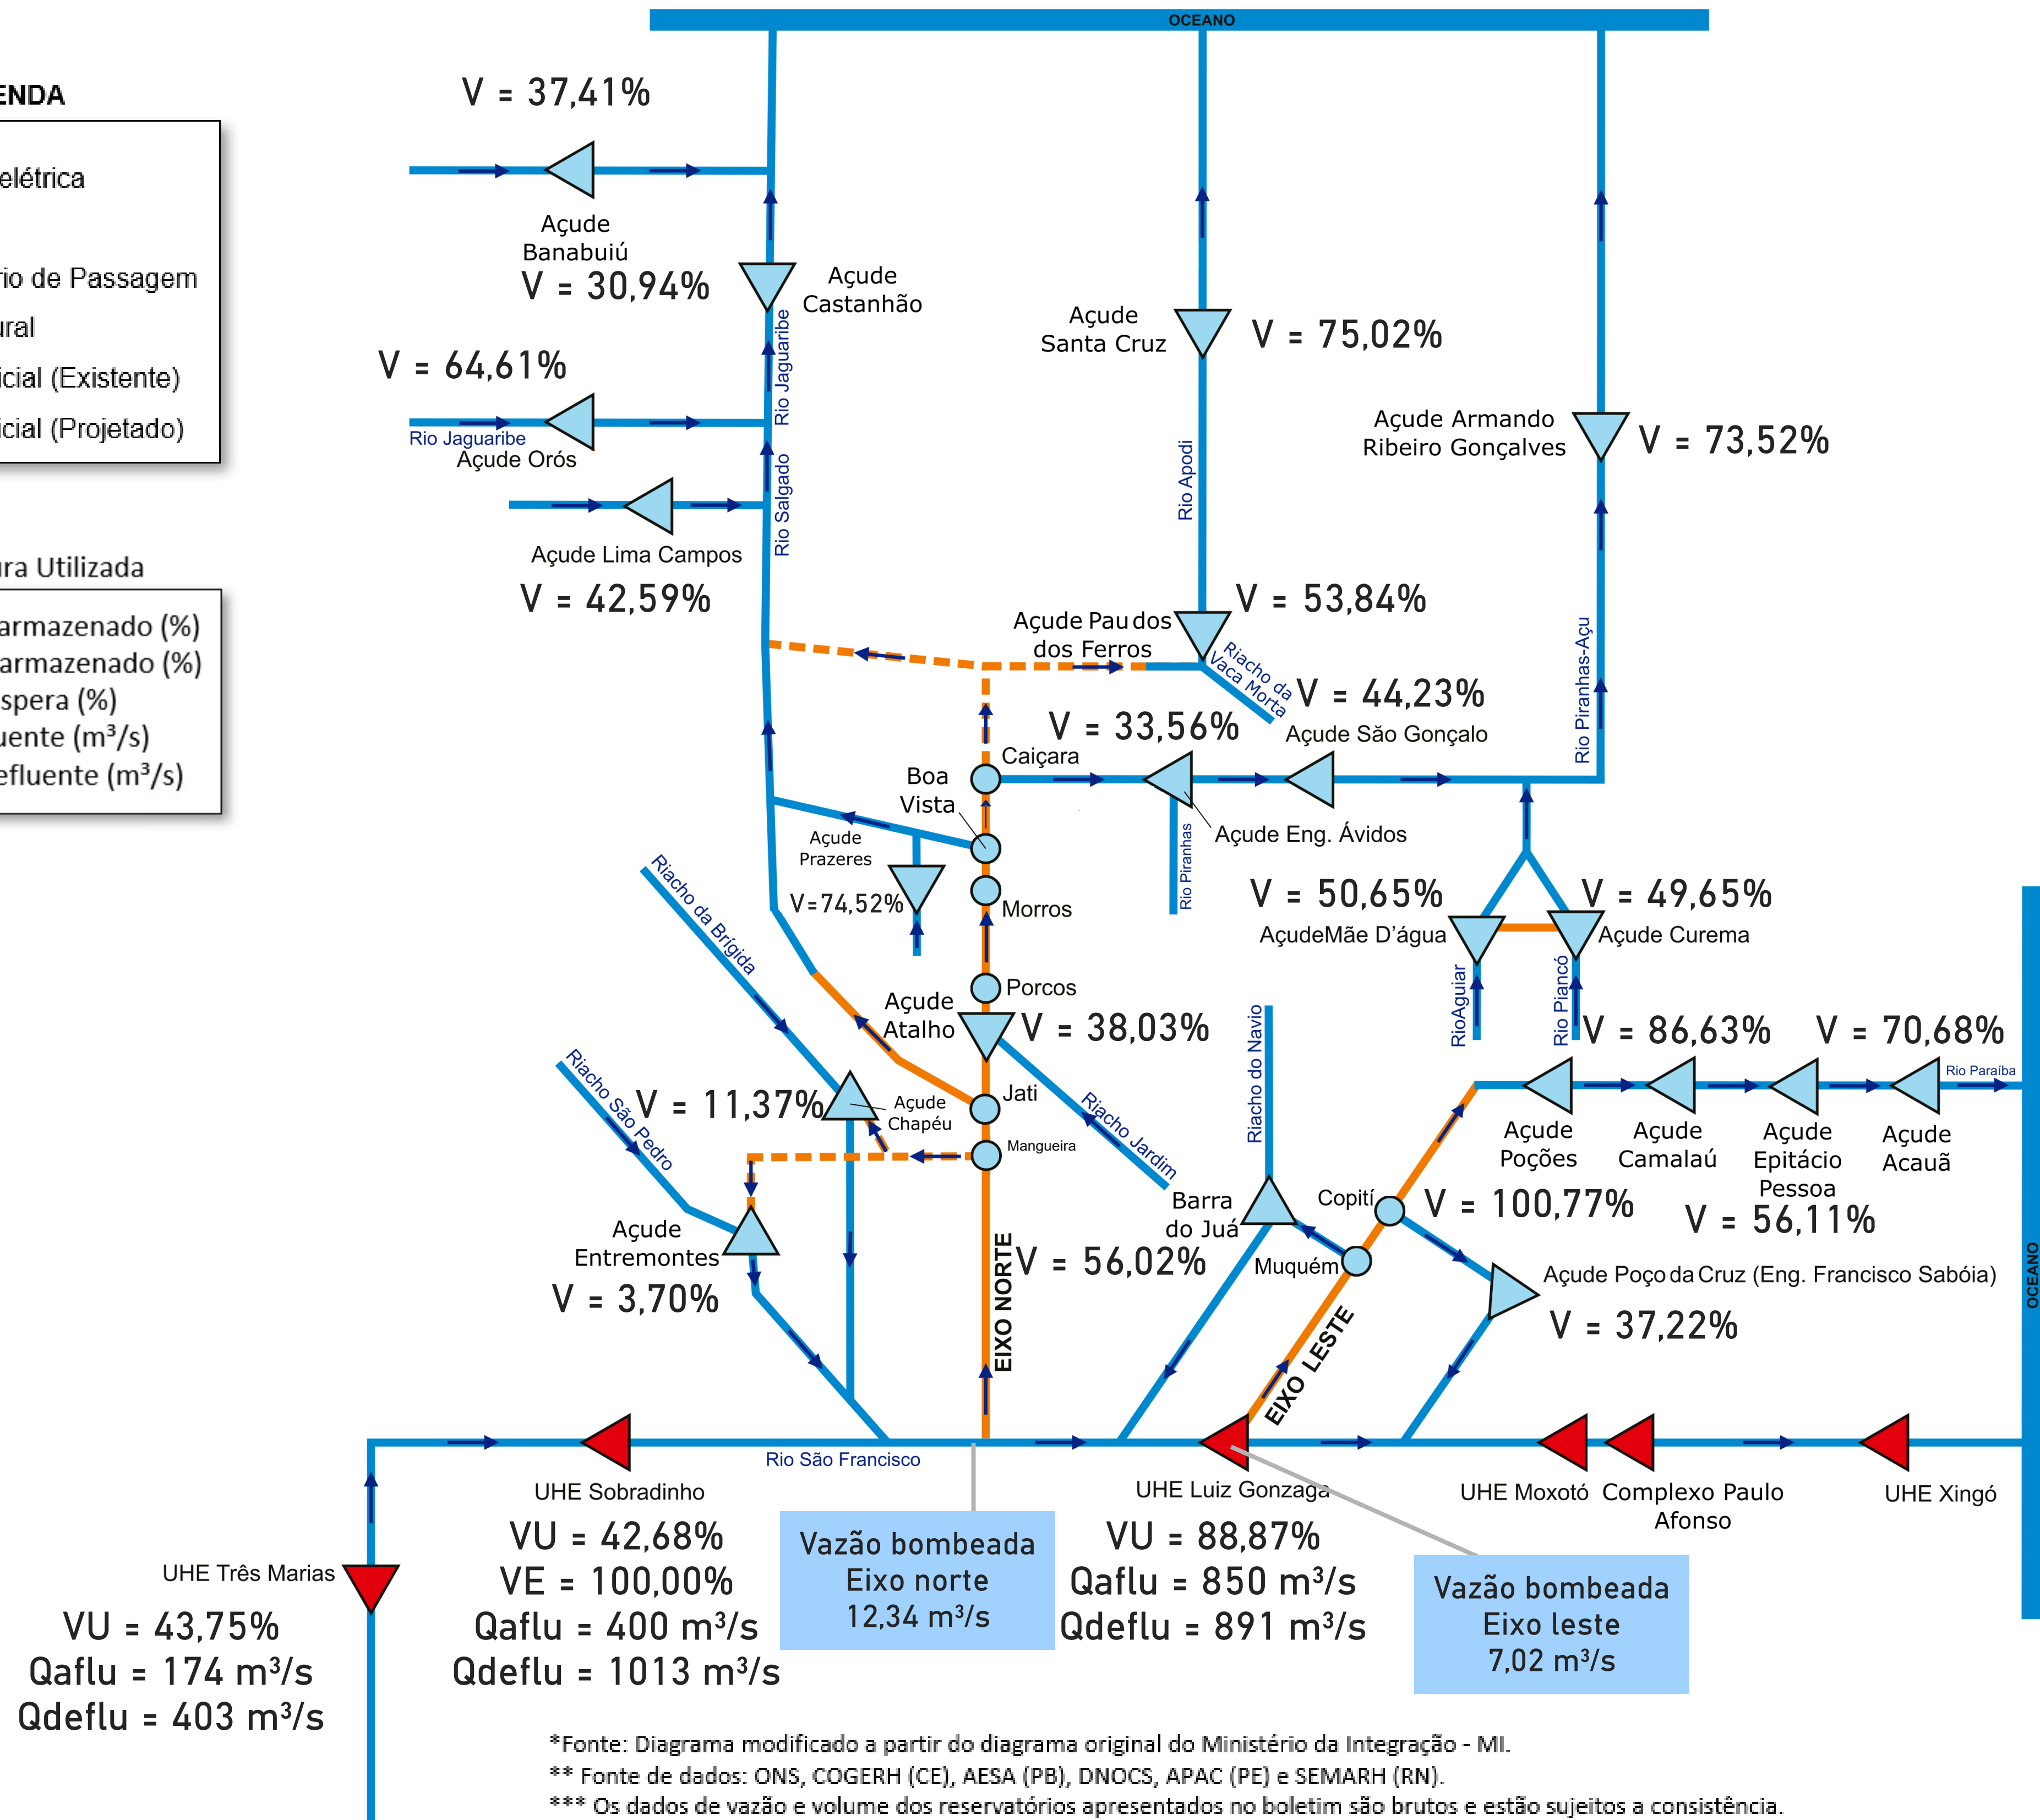 OCEANO
ENDA
elétrica
rio de Passagem
ural
icial (Existente)
icial (Projetado)
ura Utilizada
armazenado (%)
armazenado (%)
spera (%)
uente (m³/s)
efluente (m³/s)
V = 37,41%
Açude
Banabuiú
V = 30,94%
Açude
Castanhão
Rio Jaguaribe
V = 64,61%
Rio Jaguaribe
Açude Orós
Rio Salgado
Açude Lima Campos
V = 42,59%
Açude
Santa Cruz
V = 75,02%
Rio Apodi
Açude Armando
Ribeiro Gonçalves
V = 73,52%
Rio Piranhas-Açu
Açude Pau dos
dos Ferros
V = 53,84%
Riacho da
Vaca Morta
V = 44,23%
Açude São Gonçalo
V = 33,56%
Caiçara
Boa
Vista
Açude Eng. Ávidos
Rio Piranhas
Açude
Prazeres
V=74,52%
Morros
Porcos
V = 50,65%
AçudeMãe D'água
V = 49,65%
Açude Curema
RioAguiar
Rio Piancó
Riacho da Brígida
Riacho São Pedro
Açude
Atalho
V = 38,03%
Riacho Jardim
Jati
Mangueira
V = 11,37%
Açude
Chapéu
Açude
Entremontes
V = 3,70%
EIXO NORTE
Riacho do Navio
Barra
do Juá
V = 56,02%
Muquém
Copití
EIXO LESTE
V = 86,63%
V = 70,68%
Rio Paraíba
Açude
Poções
Açude
Camalaú
Açude
Epitácio
Pessoa
Açude
Acauã
V = 100,77%
V = 56,11%
Açude Poço da Cruz (Eng. Francisco Sabóia)
V = 37,22%
OCEANO
Rio São Francisco
UHE Três Marias
VU = 43,75%
Qaflu = 174 m³/s
Qdeflu = 403 m³/s
UHE Sobradinho
VU = 42,68%
VE = 100,00%
Qaflu = 400 m³/s
Qdeflu = 1013 m³/s
Vazão bombeada
Eixo norte
12,34 m³/s
UHE Luiz Gonzaga
VU = 88,87%
Qaflu = 850 m³/s
Qdeflu = 891 m³/s
Vazão bombeada
Eixo leste
7,02 m³/s
UHE Moxotó
Complexo Paulo
Afonso
UHE Xingó
*Fonte: Diagrama modificado a partir do diagrama original do Ministério da Integração - MI.
** Fonte de dados: ONS, COGERH (CE), AESA (PB), DNOCS, APAC (PE) e SEMARH (RN).
*** Os dados de vazão e volume dos reservatórios apresentados no boletim são brutos e estão sujeitos a consistência.